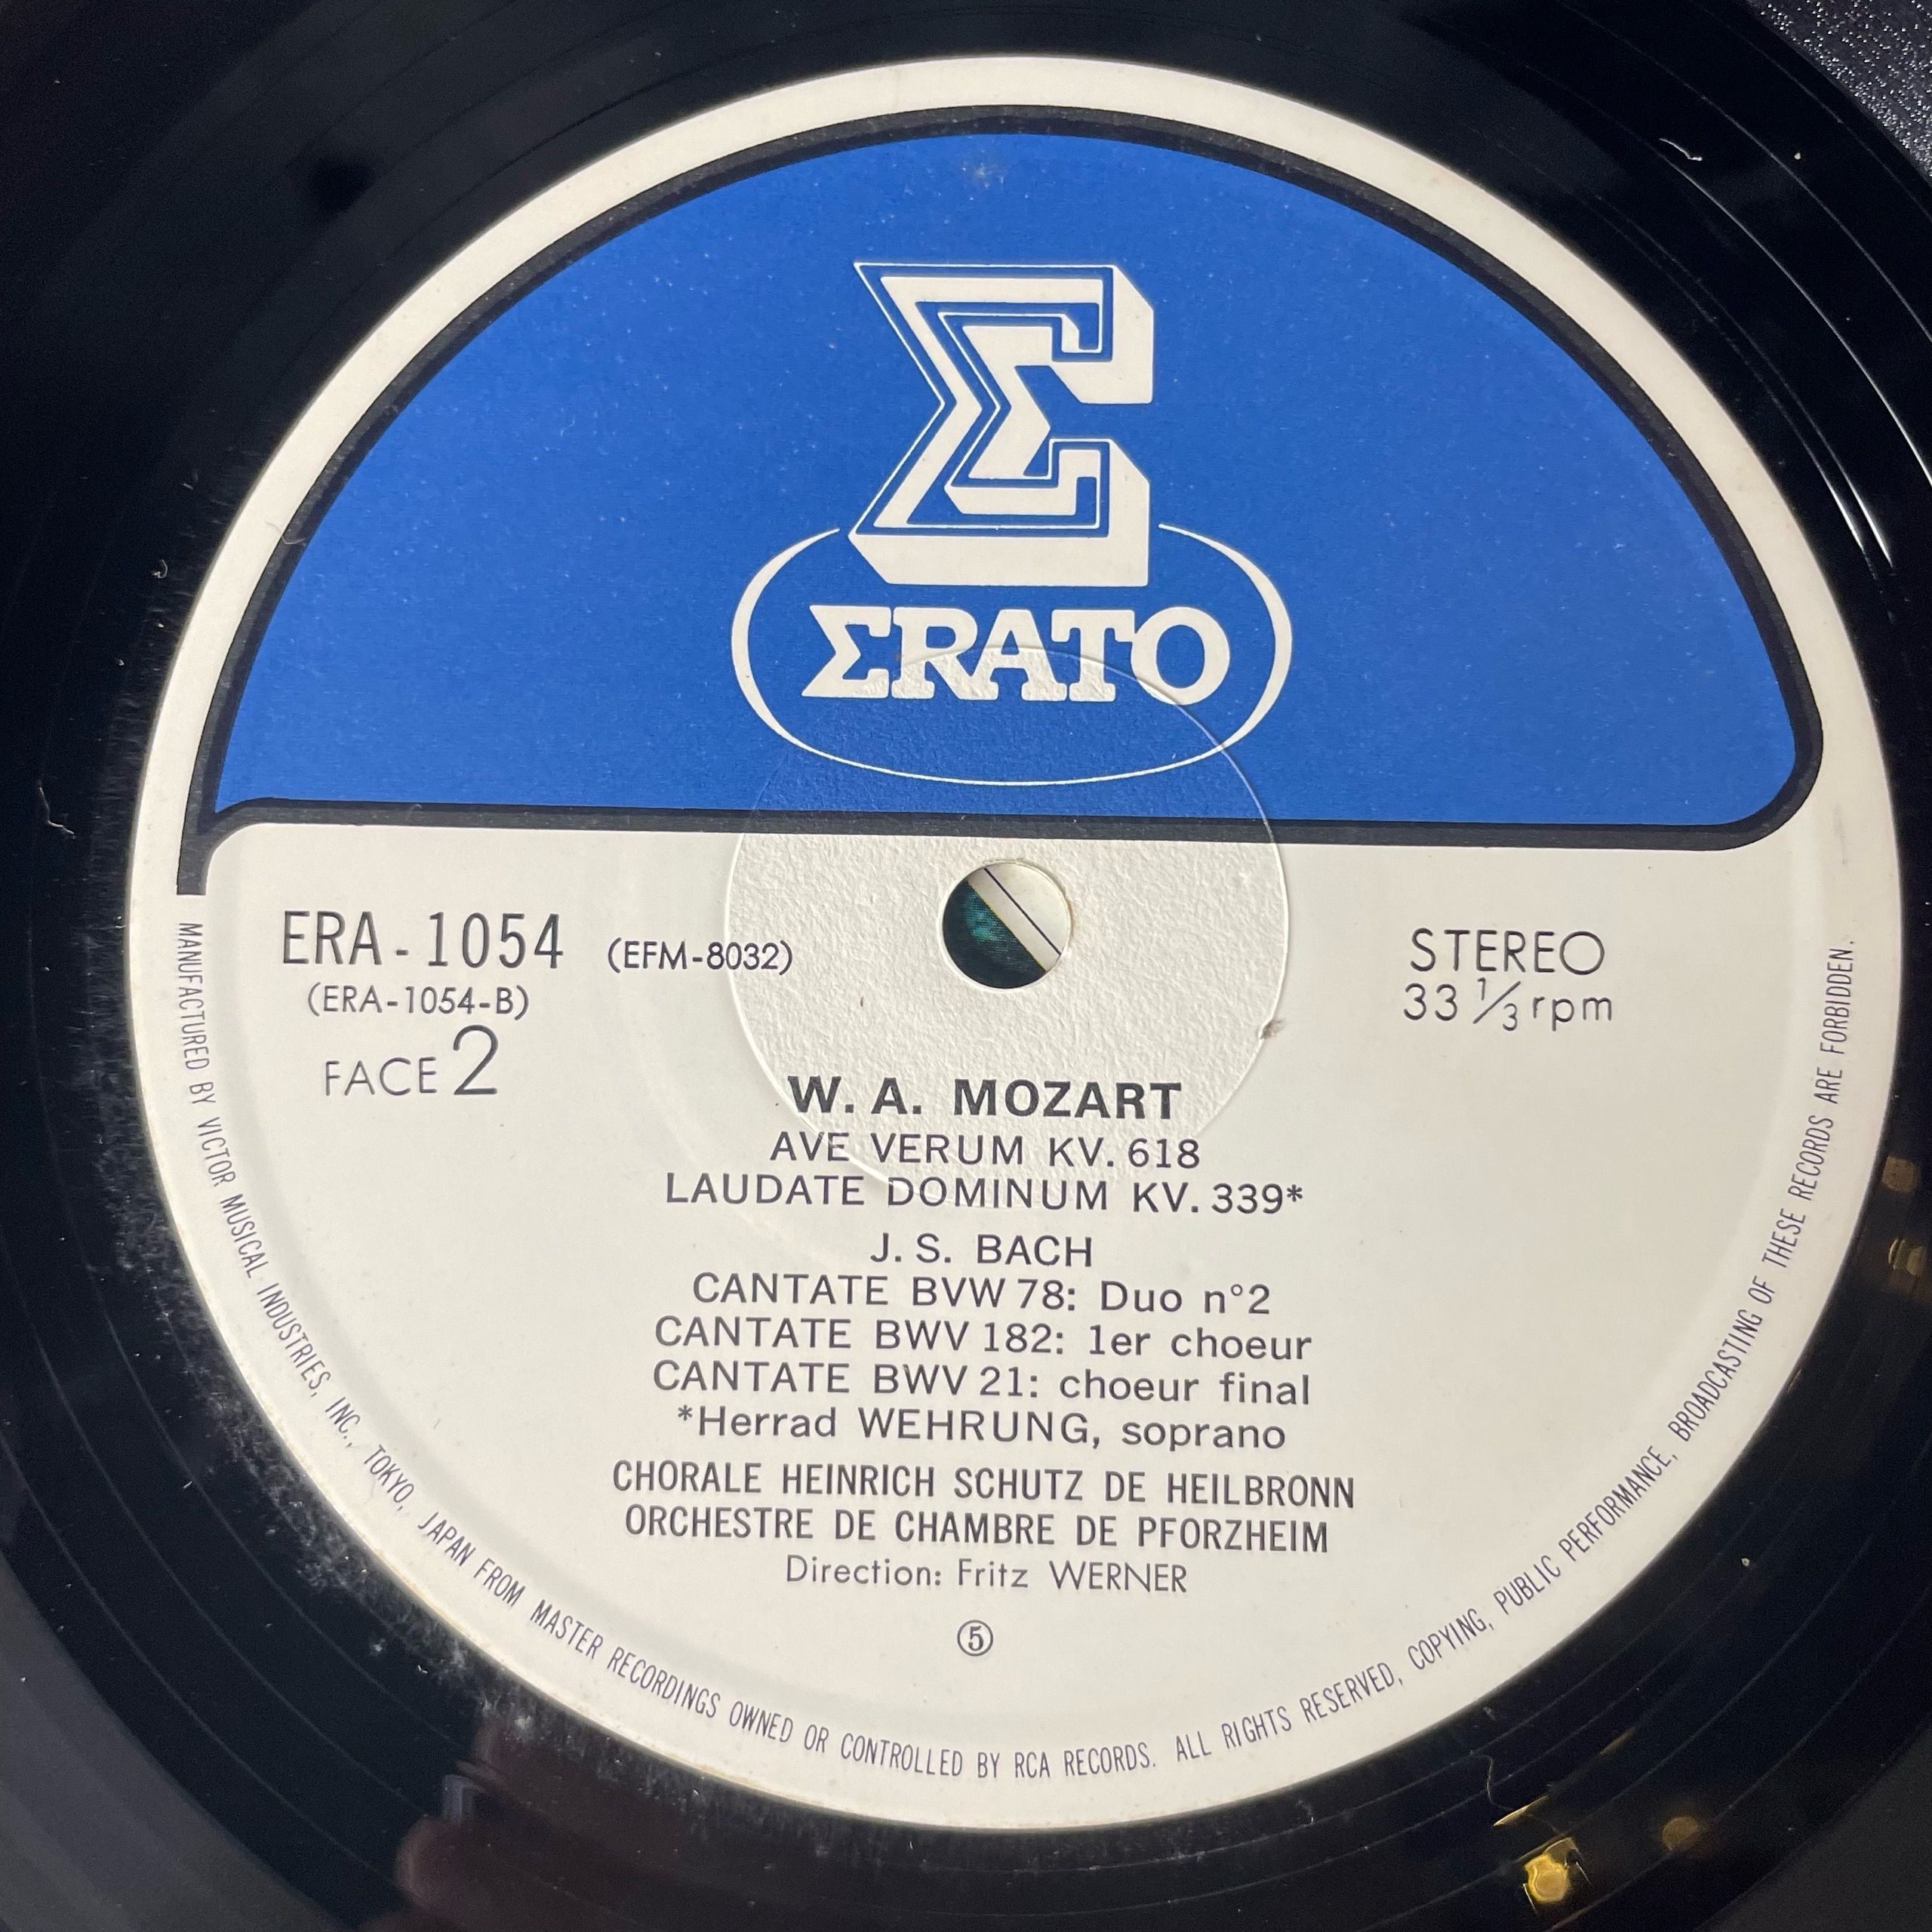 Σ
ΣRATO
ERA-1054 (EFM-8032)
(ERA-1054-B)
FACE 2
STEREO
33 1/3 rpm
W. A. MOZART
AVE VERUM KV. 618
LAUDATE DOMINUM KV. 339*
J. S. BACH
CANTATE BVW 78: Duo n°2
CANTATE BWV 182: 1er choeur
CANTATE BWV 21: choeur final
*Herrad WEHRUNG, soprano
CHORALE HEINRICH SCHUTZ DE HEILBRONN
ORCHESTRE DE CHAMBRE DE PFORZHEIM
Direction: Fritz WERNER
⑤
MANUFACTURED BY VICTOR MUSICAL INDUSTRIES, INC., TOKYO, JAPAN FROM MASTER RECORDINGS OWNED OR CONTROLLED BY RCA RECORDS. ALL RIGHTS RESERVED, COPYING, PUBLIC PERFORMANCE, BROADCASTING OF THESE RECORDS ARE FORBIDDEN.